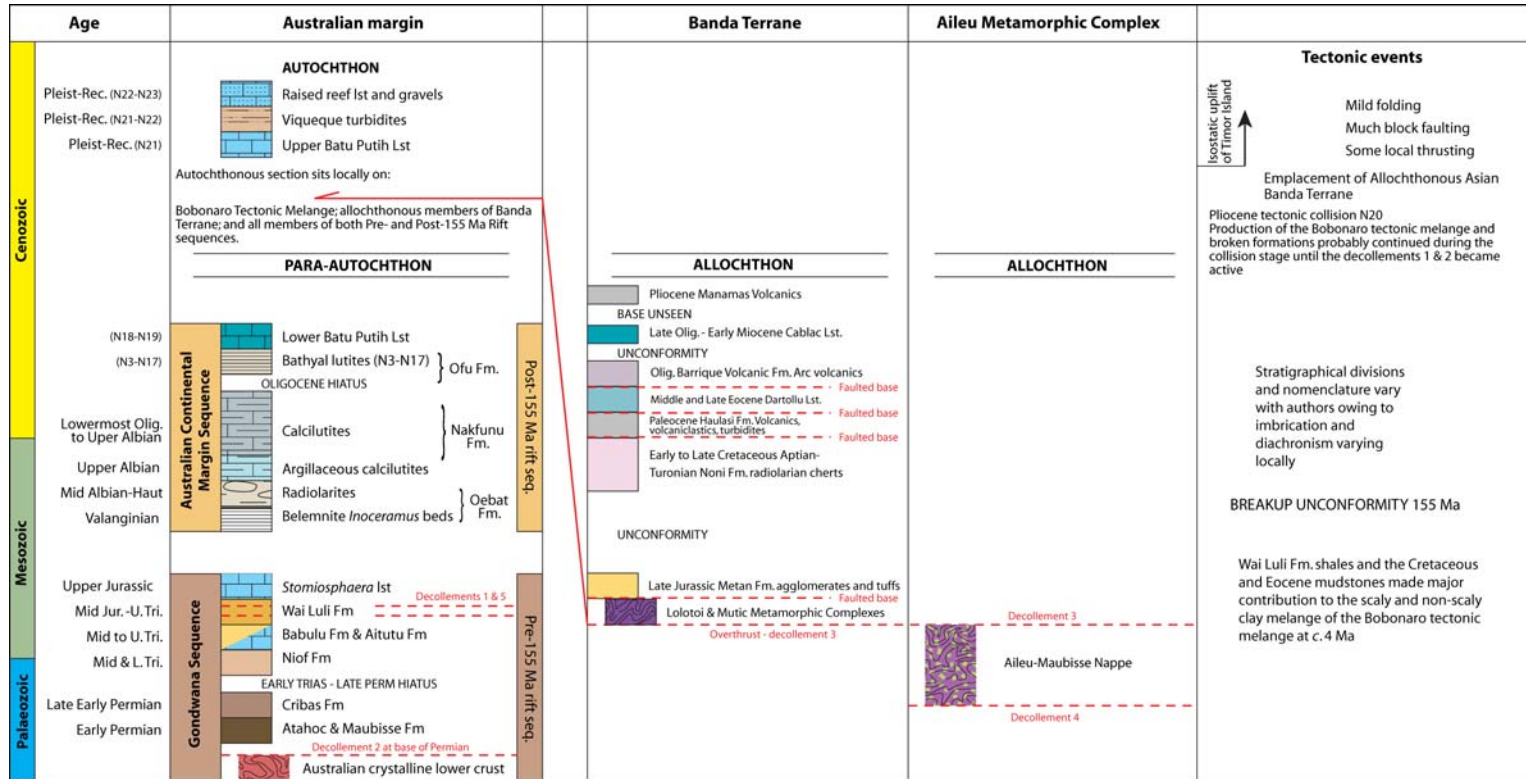 Age
Australian margin
Banda Terrane
Aileu Metamorphic Complex
Tectonic events
Cenozoic
Mesozoic
Palaeozoic
Pleist-Rec. (N22-N23)
Pleist-Rec. (N21-N22)
Pleist-Rec. (N21)
(N18-N19)
(N3-N17)
Lowermost Olig.
to Uper Albian
Upper Albian
Mid Albian-Haut
Valanginian
Upper Jurassic
Mid Jur.-U. Tri.
Mid to U. Tri.
Mid & L. Tri.
Late Early Permian
Early Permian
AUTOCHTHON
Raised reef lst and gravels
Viqueque turbidites
Upper Batu Putih Lst
Autochthonous section sits locally on:
Bobonaro Tectonic Melange; allochthonous members of Banda
Terrane; and all members of both Pre- and Post-155 Ma Rift
sequences.
PARA-AUTOCHTHON
Australian Continental
Margin Sequence
Post-155 Ma rift seq.
Lower Batu Putih Lst
Bathyal lutites (N3-N17)
Ofu Fm.
OLIGOCENE HIATUS
Calcilutites
Nakfunu
Fm.
Argillaceous calcilutites
Radiolarites
Oebat
Fm.
Belemnite Inoceramus beds
Gondwana Sequence
Pre-155 Ma rift seq.
Stomiosphaera lst
Decollements 1 & 5
Wai Luli Fm
Babulu Fm & Aitutu Fm
Niof Fm
EARLY TRIAS - LATE PERM HIATUS
Cribas Fm
Atahoc & Maubisse Fm
Decollement 2 at base of Permian
Australian crystalline lower crust
ALLOCHTHON
Pliocene Manamas Volcanics
BASE UNSEEN
Late Olig. - Early Miocene Cablac Lst.
UNCONFORMITY
Olig. Barrique Volcanic Fm. Arc volcanics
Faulted base
Middle and Late Eocene Dartollu Lst.
Faulted base
Paleocene Haulasi Fm. Volcanics,
volcaniclastics, turbidites
Faulted base
Early to Late Cretaceous Aptian-
Turonian Noni Fm. radiolarian cherts
UNCONFORMITY
Late Jurassic Metan Fm. agglomerates and tuffs
Faulted base
Lolotoi & Mutic Metamorphic Complexes
Overthrust - decollement 3
ALLOCHTHON
Decollement 3
Aileu-Maubisse Nappe
Decollement 4
Isostatic uplift
of Timor Island
Mild folding
Much block faulting
Some local thrusting
Emplacement of Allochthonous Asian
Banda Terrane
Pliocene tectonic collision N20
Production of the Bobonaro tectonic melange and
broken formations probably continued during the
collision stage until the decollements 1 & 2 became
active
Stratigraphical divisions
and nomenclature vary
with authors owing to
imbrication and
diachronism varying
locally
BREAKUP UNCONFORMITY 155 Ma
Wai Luli Fm. shales and the Cretaceous
and Eocene mudstones made major
contribution to the scaly and non-scaly
clay melange of the Bobonaro tectonic
melange at c. 4 Ma